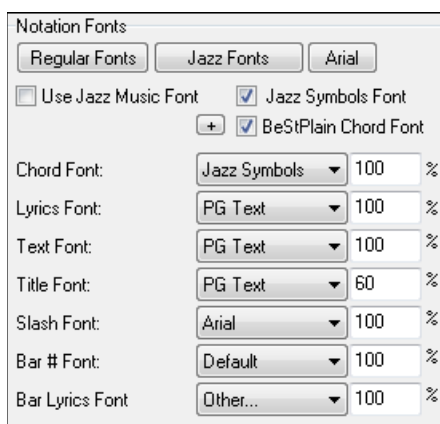 Notation Fonts
Regular Fonts Jazz Fonts Arial
Use Jazz Music Font Jazz Symbols Font
+ BeStPlain Chord Font
Chord Font: Jazz Symbols 100 %
Lyrics Font: PG Text 100 %
Text Font: PG Text 100 %
Title Font: PG Text 60 %
Slash Font: Arial 100 %
Bar # Font: Default 100 %
Bar Lyrics Font Other... 100 %